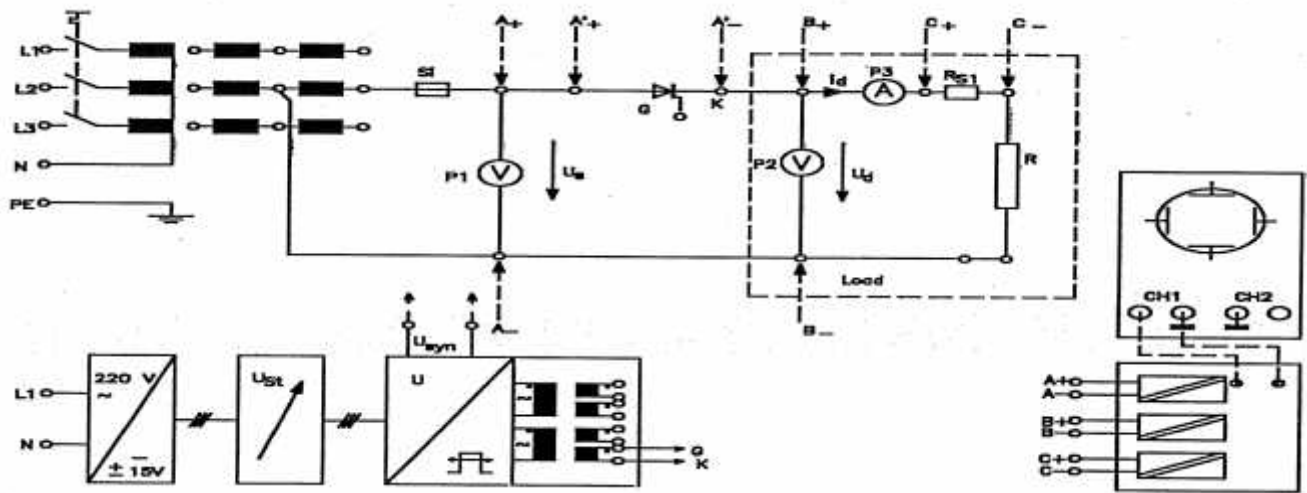 A+ A'+ A'- B+ C+ C-
L1
L2
L3
N
PE
Si
G
K
Id
P3
A
RS1
P1
V
Us
P2
V
Ud
R
Load
A-
B-
Usyn
CH1
CH2
L1
N
220 V
~
± 15V
USt
U
~
~
G
K
A+
A-
B+
B-
C+
C-